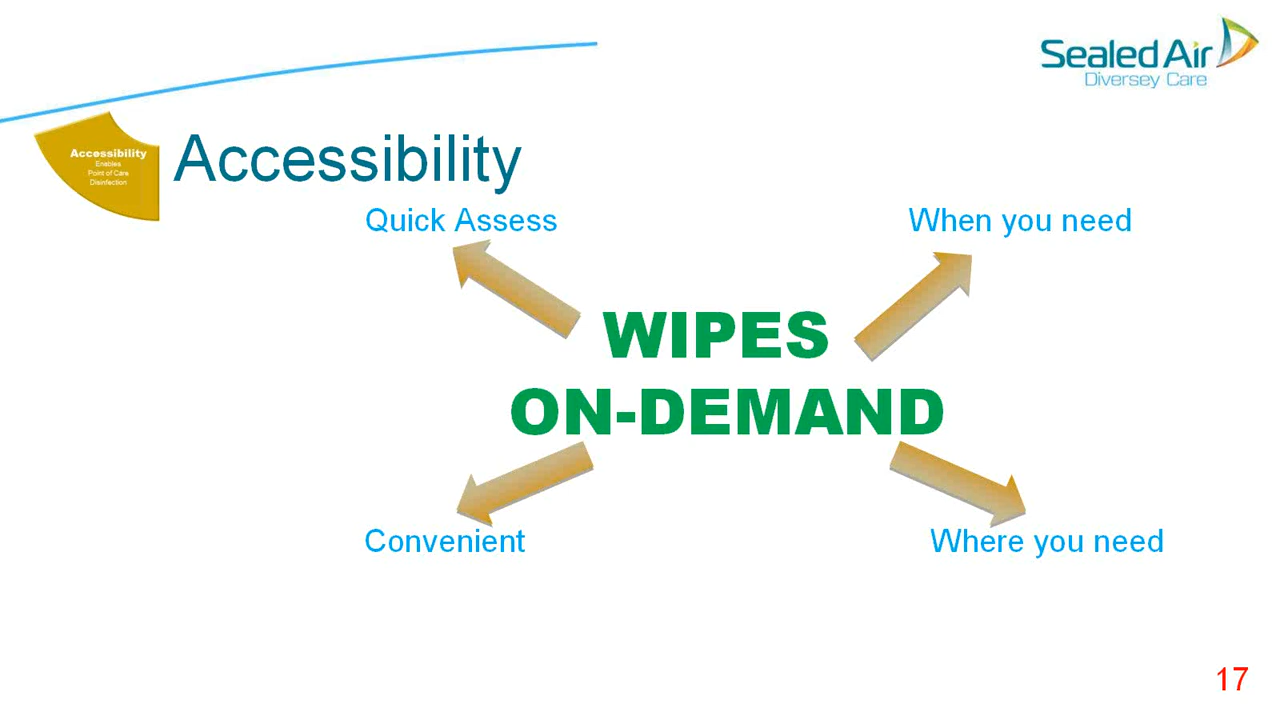 Sealed Air
Diversey Care
Accessibility
Enables
Point of Care
Disinfection
Accessibility
Quick Assess
When you need
WIPES
ON-DEMAND
Convenient
Where you need
17